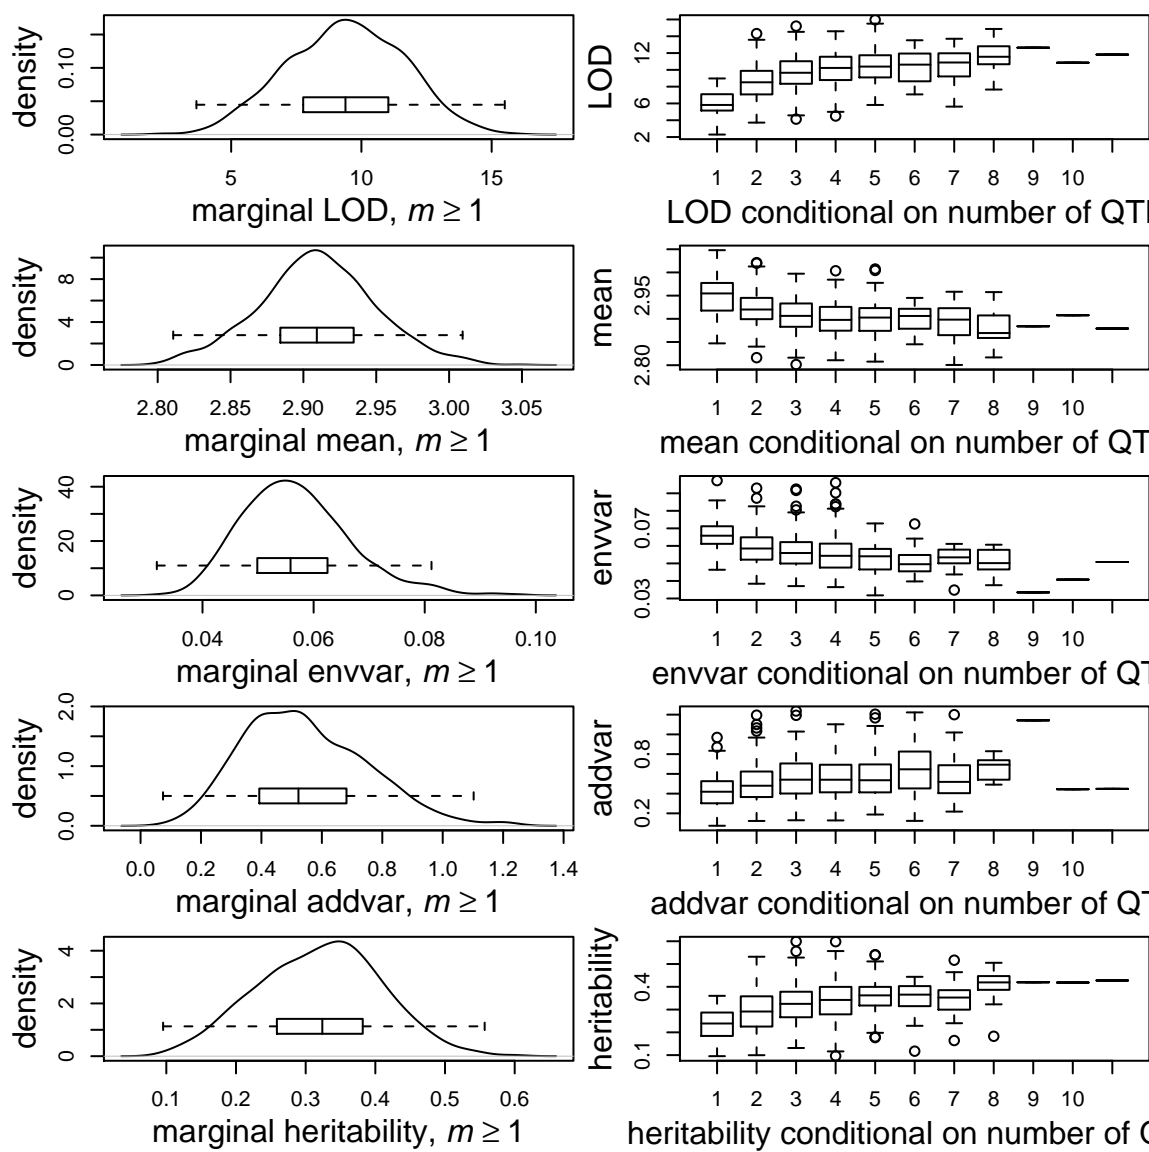 density
0.00 0.10
5 10 15
marginal LOD, m ≥ 1
LOD
2 6 12
1 2 3 4 5 6 7 8 9 10
LOD conditional on number of QTL
density
0 4 8
2.80 2.85 2.90 2.95 3.00 3.05
marginal mean, m ≥ 1
mean
2.80 2.95
1 2 3 4 5 6 7 8 9 10
mean conditional on number of QT
density
0 20 40
0.04 0.06 0.08 0.10
marginal envvar, m ≥ 1
envvar
0.03 0.07
1 2 3 4 5 6 7 8 9 10
envvar conditional on number of QT
density
0.0 1.0 2.0
0.0 0.2 0.4 0.6 0.8 1.0 1.2 1.4
marginal addvar, m ≥ 1
addvar
0.2 0.8
1 2 3 4 5 6 7 8 9 10
addvar conditional on number of QT
density
0 2 4
0.1 0.2 0.3 0.4 0.5 0.6
marginal heritability, m ≥ 1
heritability
0.1 0.4
1 2 3 4 5 6 7 8 9 10
heritability conditional on number of